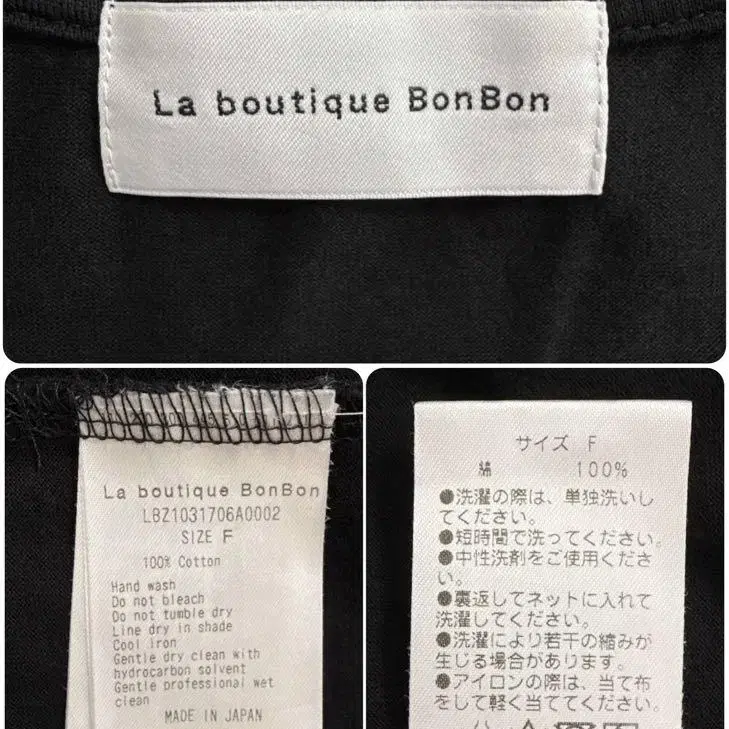 La boutique BonBon
La boutique BonBon
LBZ1031706A0002
SIZE F
100% Cotton
Hand wash
Do not bleach
Do not tumble dry
Line dry in shade
Cool iron
Gentle dry clean with
hydrocarbon solvent
Gentle professional wet
clean
MADE IN JAPAN
サイズ F
綿 100%
●洗濯の際は、単独洗いし
てください。
●短時間で洗ってください。
●中性洗剤をご使用くださ
い。
●裏返してネットに入れて
洗濯してください。
●洗濯により若干の縮みが
生じる場合があります。
●アイロンの際は、当て布
をして軽く当ててください。